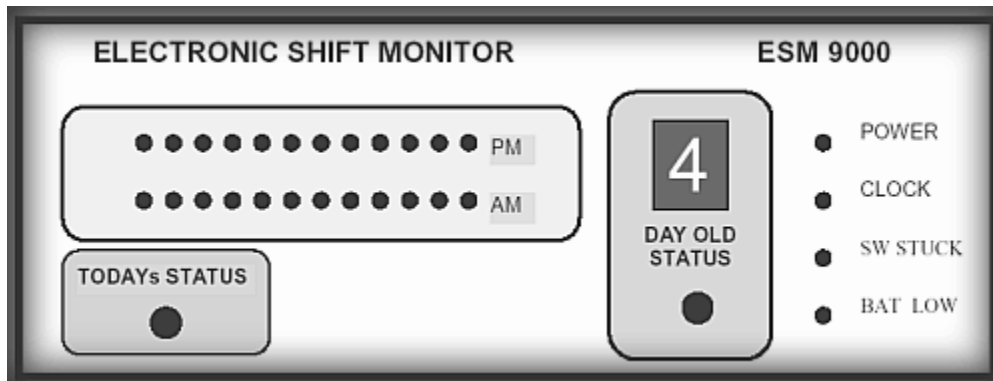 ELECTRONIC SHIFT MONITOR
ESM 9000
PM
AM
TODAYs STATUS
4
DAY OLD
STATUS
POWER
CLOCK
SW STUCK
BAT LOW